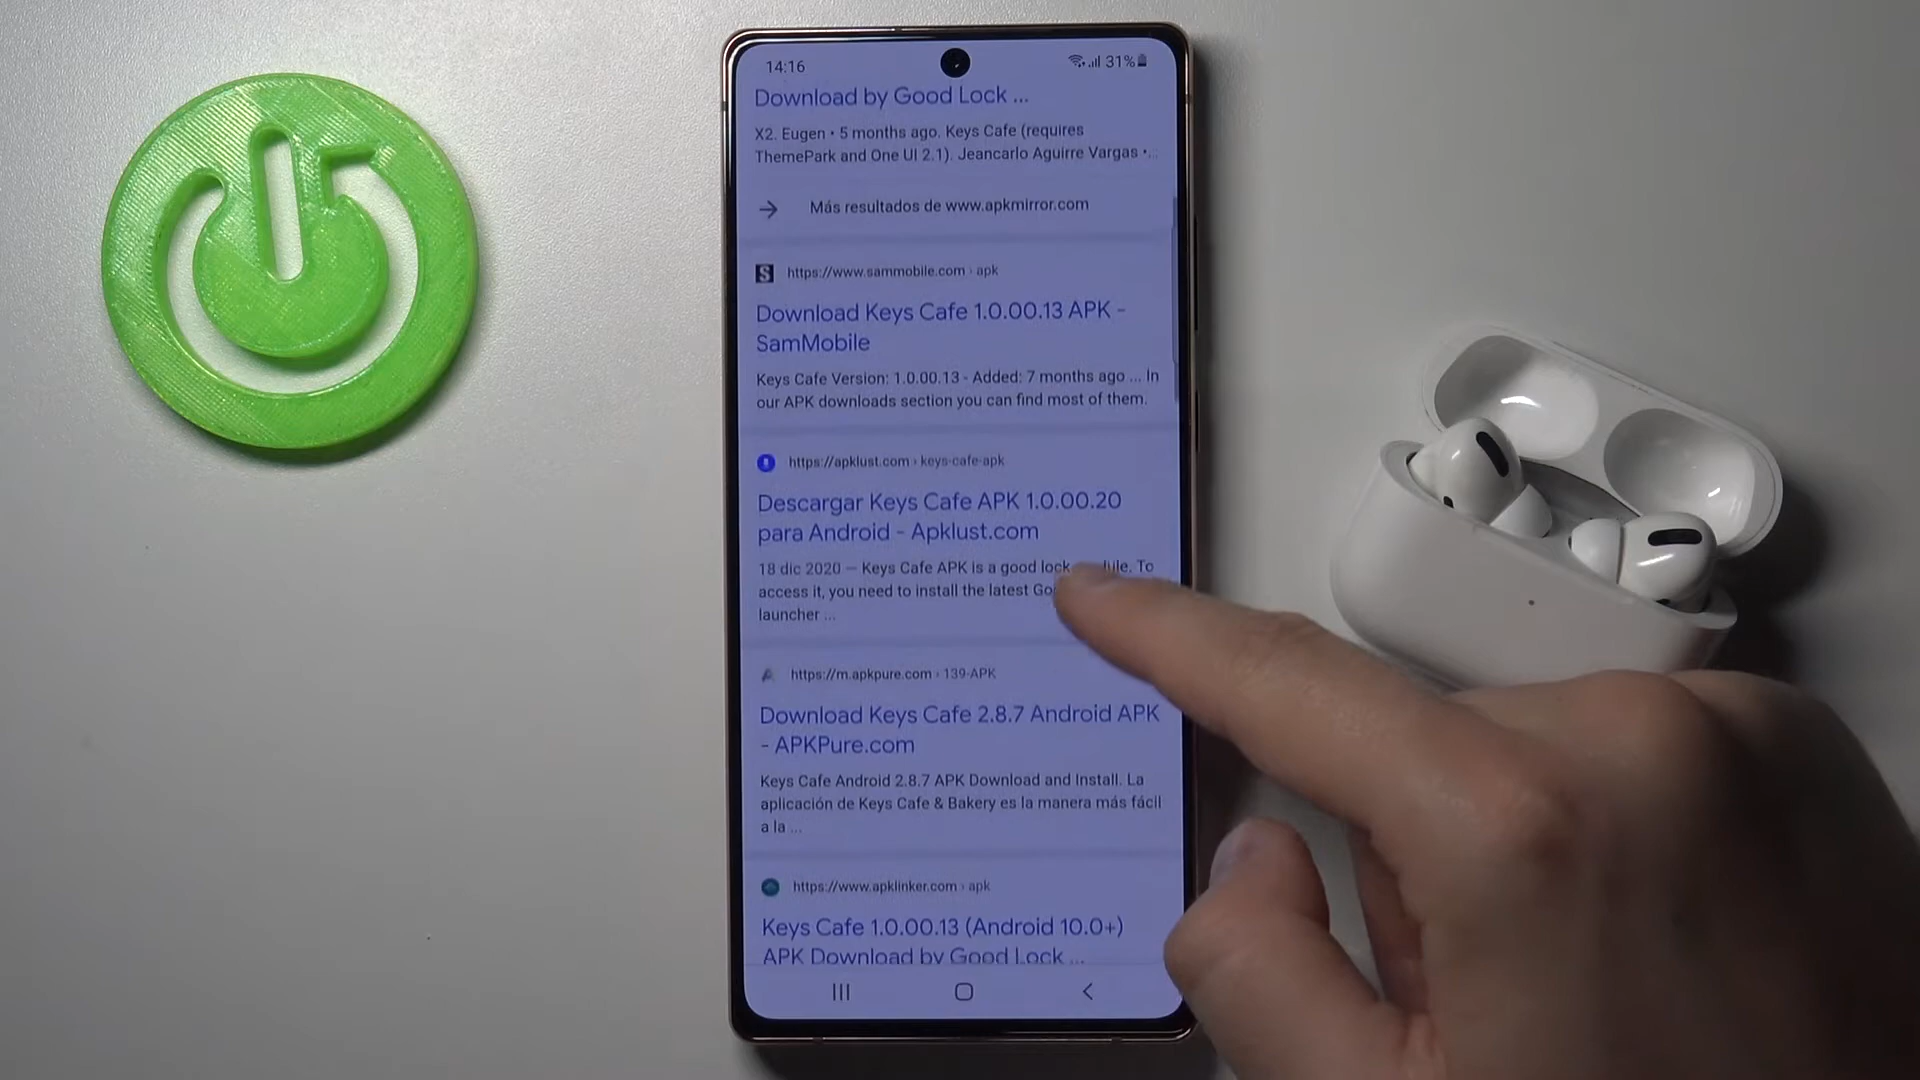 14:16
31%
Download by Good Lock ...
X2. Eugen • 5 months ago. Keys Cafe (requires
ThemePark and One UI 2.1). Jeancarlo Aguirre Vargas •...
Más resultados de www.apkmirror.com
S
https://www.sammobile.com › apk
Download Keys Cafe 1.0.00.13 APK -
SamMobile
Keys Cafe Version: 1.0.00.13 - Added: 7 months ago ... In
our APK downloads section you can find most of them.
https://apklust.com › keys-cafe-apk
Descargar Keys Cafe APK 1.0.00.20
para Android - Apklust.com
18 dic 2020 — Keys Cafe APK is a good lock To
access it, you need to install the latest
launcher ...
https://m.apkpure.com › 139-APK
Download Keys Cafe 2.8.7 Android APK
- APKPure.com
Keys Cafe Android 2.8.7 APK Download and Install. La
aplicación de Keys Cafe & Bakery es la manera más fácil
a la ...
https://www.apklinker.com › apk
Keys Cafe 1.0.00.13 (Android 10.0+)
APK Download by Good Lock ...